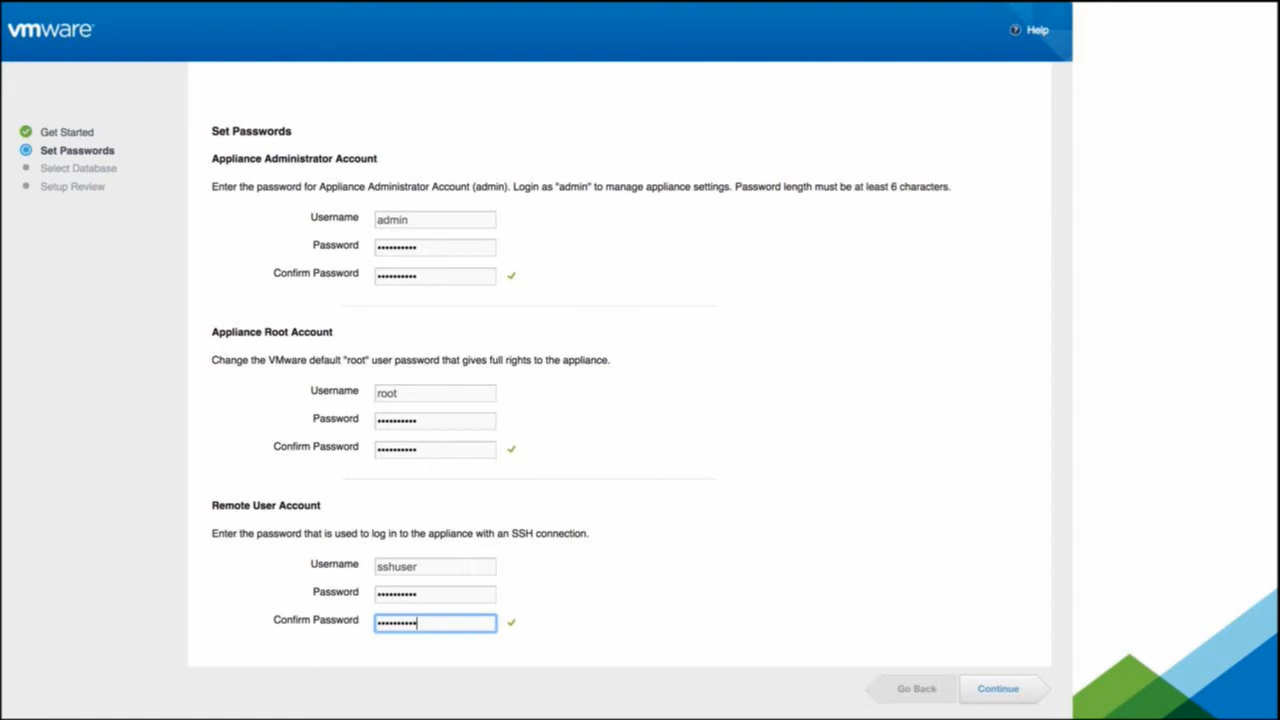 vmware
Help
Get Started
Set Passwords
Select Database
Setup Review
Set Passwords
Appliance Administrator Account
Enter the password for Appliance Administrator Account (admin). Login as "admin" to manage appliance settings. Password length must be at least 6 characters.
Username admin
Password ••••••••••
Confirm Password ••••••••••
Appliance Root Account
Change the VMware default "root" user password that gives full rights to the appliance.
Username root
Password ••••••••••
Confirm Password ••••••••••
Remote User Account
Enter the password that is used to log in to the appliance with an SSH connection.
Username sshuser
Password ••••••••••
Confirm Password ••••••••••
Go Back Continue